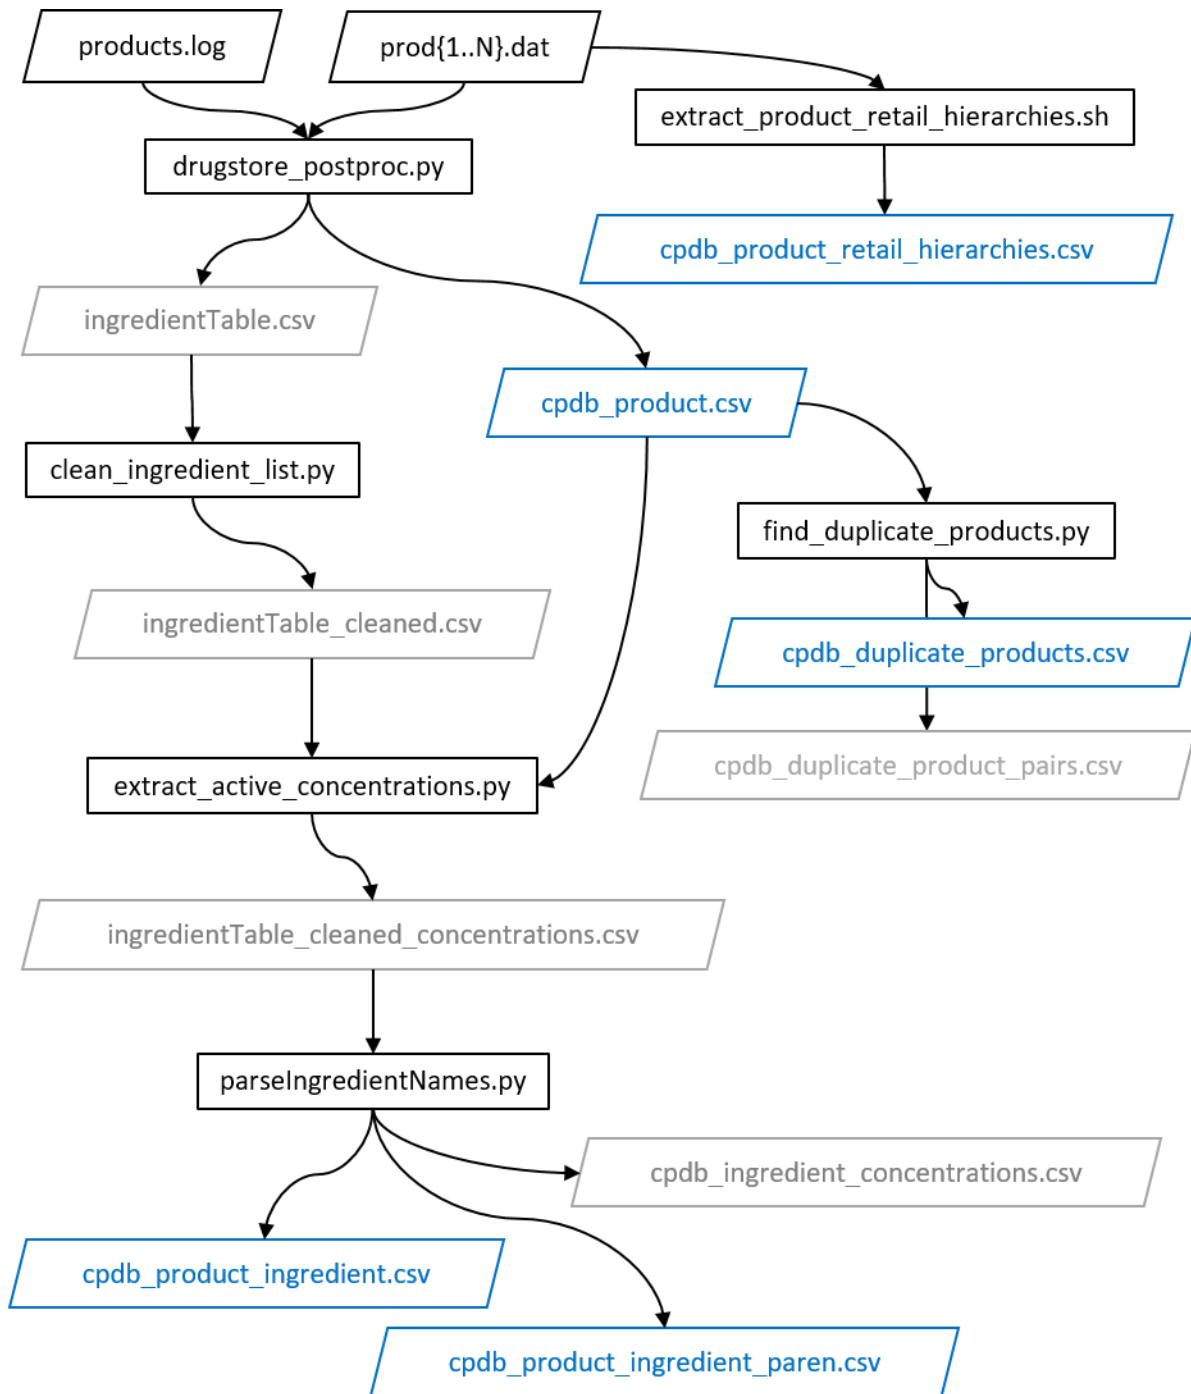 products.log
prod{1..N}.dat
extract_product_retail_hierarchies.sh
drugstore_postproc.py
cpdb_product_retail_hierarchies.csv
ingredientTable.csv
cpdb_product.csv
clean_ingredient_list.py
find_duplicate_products.py
ingredientTable_cleaned.csv
cpdb_duplicate_products.csv
cpdb_duplicate_product_pairs.csv
extract_active_concentrations.py
ingredientTable_cleaned_concentrations.csv
parseIngredientNames.py
cpdb_ingredient_concentrations.csv
cpdb_product_ingredient.csv
cpdb_product_ingredient_paren.csv